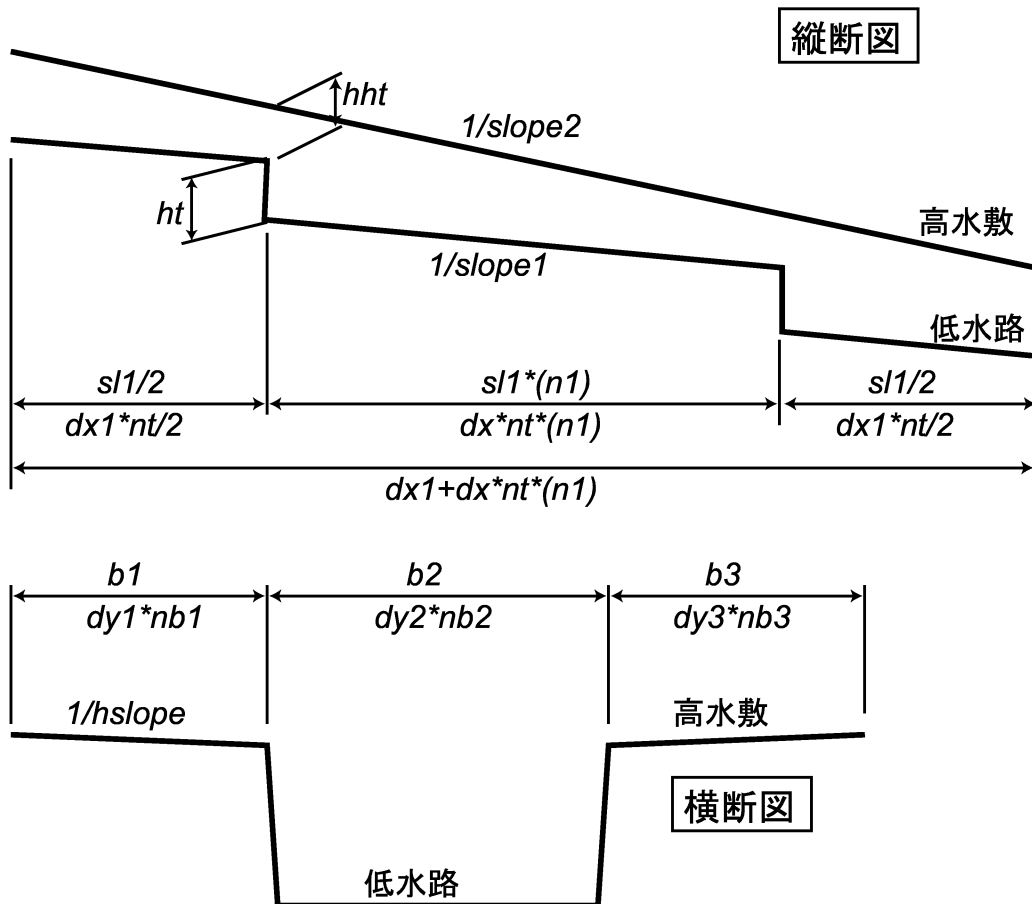 縦断図
hht
1/slope2
ht
高水敷
1/slope1
低水路
sl1/2
sl1*(n1)
sl1/2
dx1*nt/2
dx*nt*(n1)
dx1*nt/2
dx1+dx*nt*(n1)
b1
b2
b3
dy1*nb1
dy2*nb2
dy3*nb3
1/hslope
高水敷
横断図
低水路